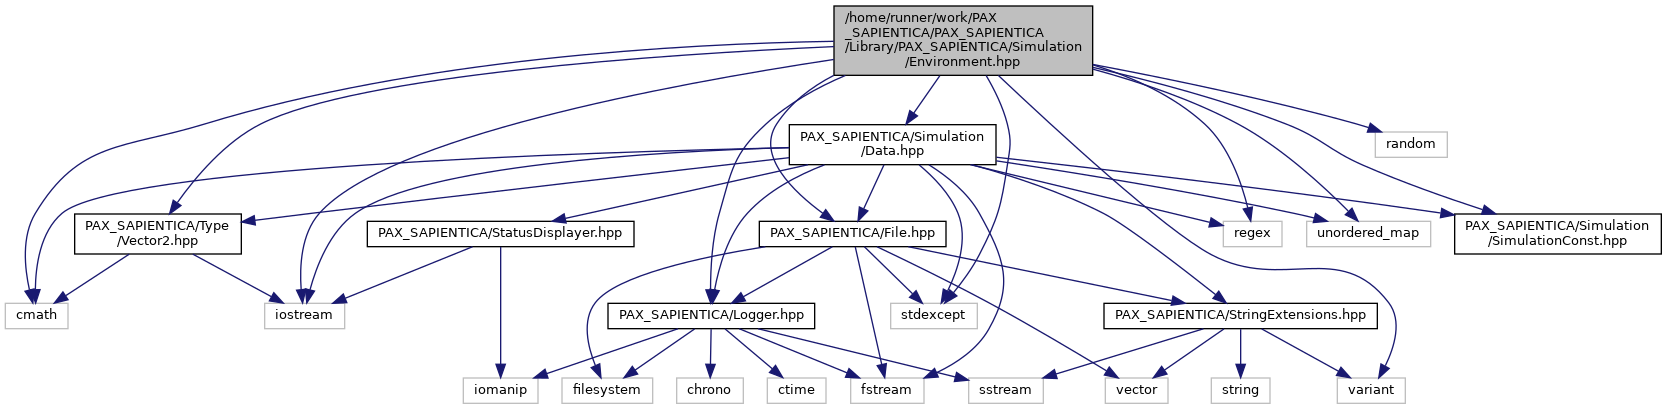 /home/runner/work/PAX
_SAPIENTICA/PAX_SAPIENTICA
/Library/PAX_SAPIENTICA/Simulation
/Environment.hpp
PAX_SAPIENTICA/Simulation
/Data.hpp
random
PAX_SAPIENTICA/Type
/Vector2.hpp
PAX_SAPIENTICA/StatusDisplayer.hpp
PAX_SAPIENTICA/File.hpp
regex
unordered_map
PAX_SAPIENTICA/Simulation
/SimulationConst.hpp
cmath
iostream
PAX_SAPIENTICA/Logger.hpp
stdexcept
PAX_SAPIENTICA/StringExtensions.hpp
iomanip
filesystem
chrono
ctime
fstream
sstream
vector
string
variant